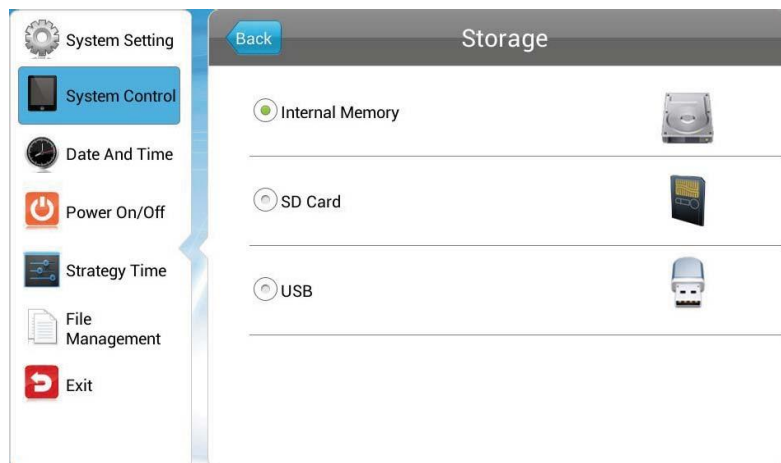 System Setting
System Control
Date And Time
Power On/Off
Strategy Time
File
Management
Exit
Back
Storage
Internal Memory
SD Card
USB